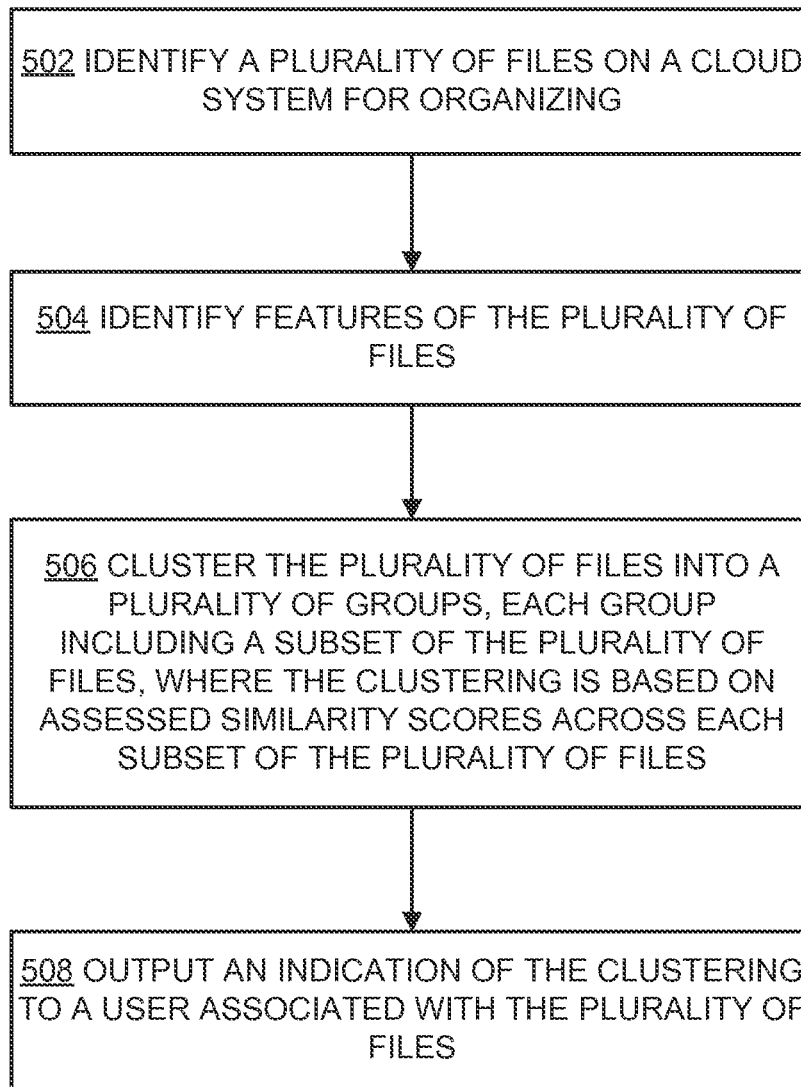 502 IDENTIFY A PLURALITY OF FILES ON A CLOUD
SYSTEM FOR ORGANIZING
504 IDENTIFY FEATURES OF THE PLURALITY OF
FILES
506 CLUSTER THE PLURALITY OF FILES INTO A
PLURALITY OF GROUPS, EACH GROUP
INCLUDING A SUBSET OF THE PLURALITY OF
FILES, WHERE THE CLUSTERING IS BASED ON
ASSESSED SIMILARITY SCORES ACROSS EACH
SUBSET OF THE PLURALITY OF FILES
508 OUTPUT AN INDICATION OF THE CLUSTERING
TO A USER ASSOCIATED WITH THE PLURALITY OF
FILES